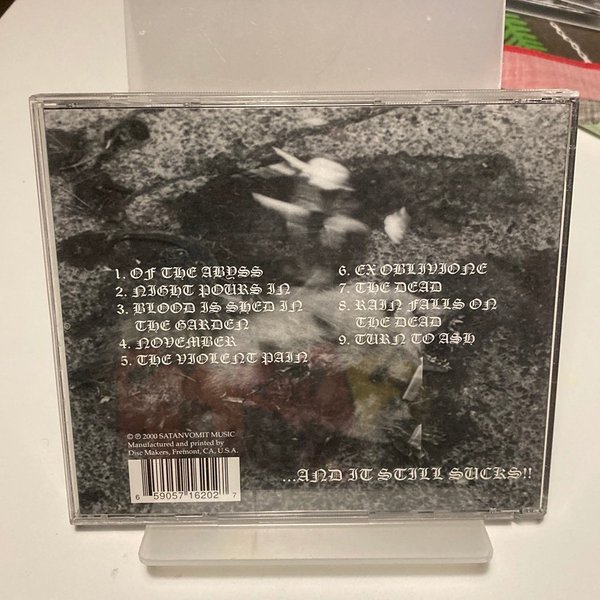 1. OF THE ABYSS
2. NIGHT POURS IN
3. BLOOD IS SHED IN
THE GARDEN
4. NOVEMBER
5. THE VIOLENT PAIN
6. EX OBLIVIONE
7. THE DEAD
8. RAIN FALLS ON
THE DEAD
9. TURN TO ASH
© ℗ 2000 SATANVOMIT MUSIC
Manufactured and printed by
Disc Makers, Fremont, CA, U.S.A.
6 59057 16202 7
...AND IT STILL SUCKS!!